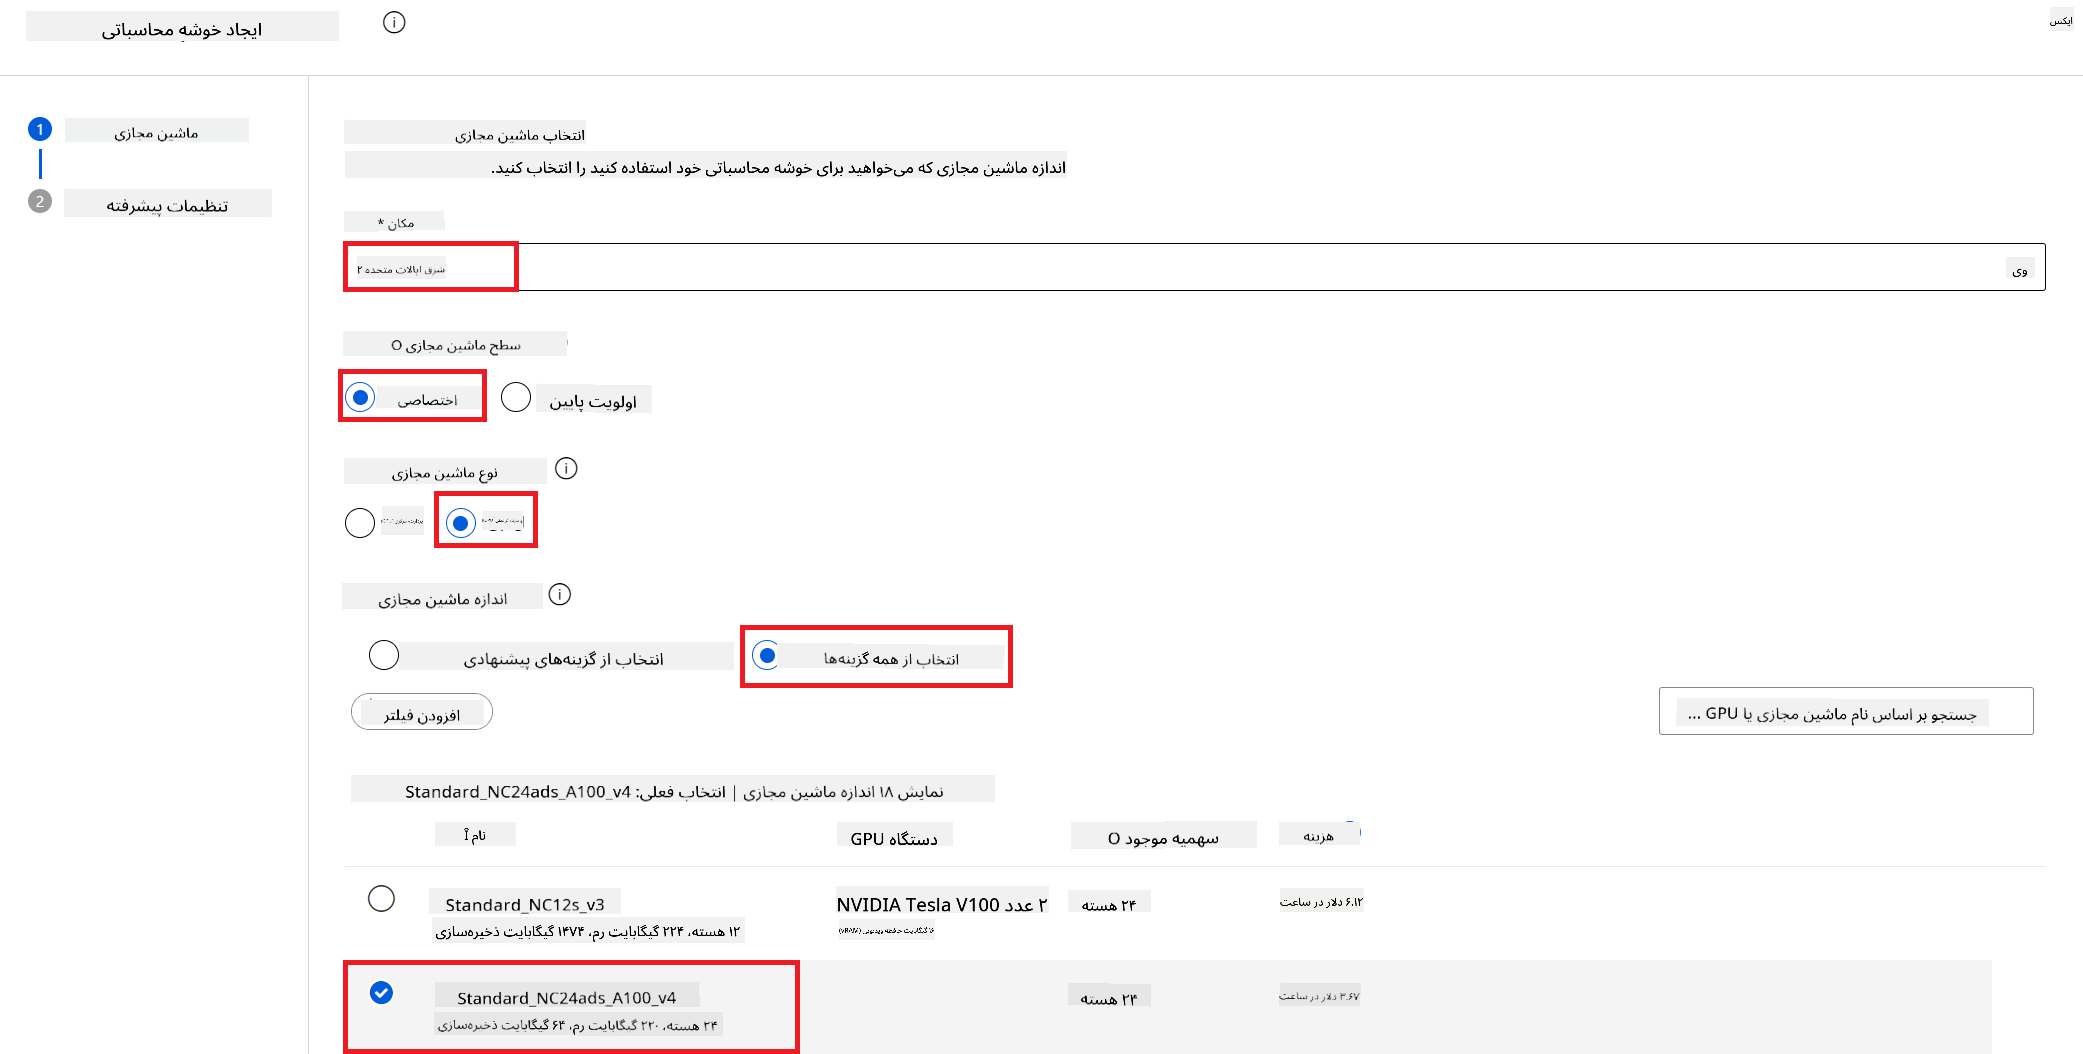 ایجاد خوشه محاسباتی
ایکس
1 ماشین مجازی
2 تنظیمات پیشرفته
انتخاب ماشین مجازی
اندازه ماشین مجازی که می‌خواهید برای خوشه محاسباتی خود استفاده کنید را انتخاب کنید.
مکان *
شرق ایالات متحده ۲
وی
سطح ماشین مجازی O
اختصاصی
اولویت پایین
نوع ماشین مجازی
اندازه ماشین مجازی
انتخاب از گزینه‌های پیشنهادی
انتخاب از همه گزینه‌ها
افزودن فیلتر
جستجو بر اساس نام ماشین مجازی یا GPU ...
نمایش ۱۸ اندازه ماشین مجازی | انتخاب فعلی: Standard_NC24ads_A100_v4
نام
دستگاه GPU
سهمیه موجود O
هزینه
Standard_NC12s_v3
۱۲ هسته، ۲۲۴ گیگابایت رم، ۱۴۷۴ گیگابایت ذخیره‌سازی
۲ عدد NVIDIA Tesla V100
۱۶ گیگابایت حافظه ویدیویی (VRAM)
۲۴ هسته
۶.۱۲ دلار در ساعت
Standard_NC24ads_A100_v4
۲۴ هسته، ۲۲۰ گیگابایت رم، ۶۴ گیگابایت ذخیره‌سازی
۲۴ هسته
۳.۶۷ دلار در ساعت